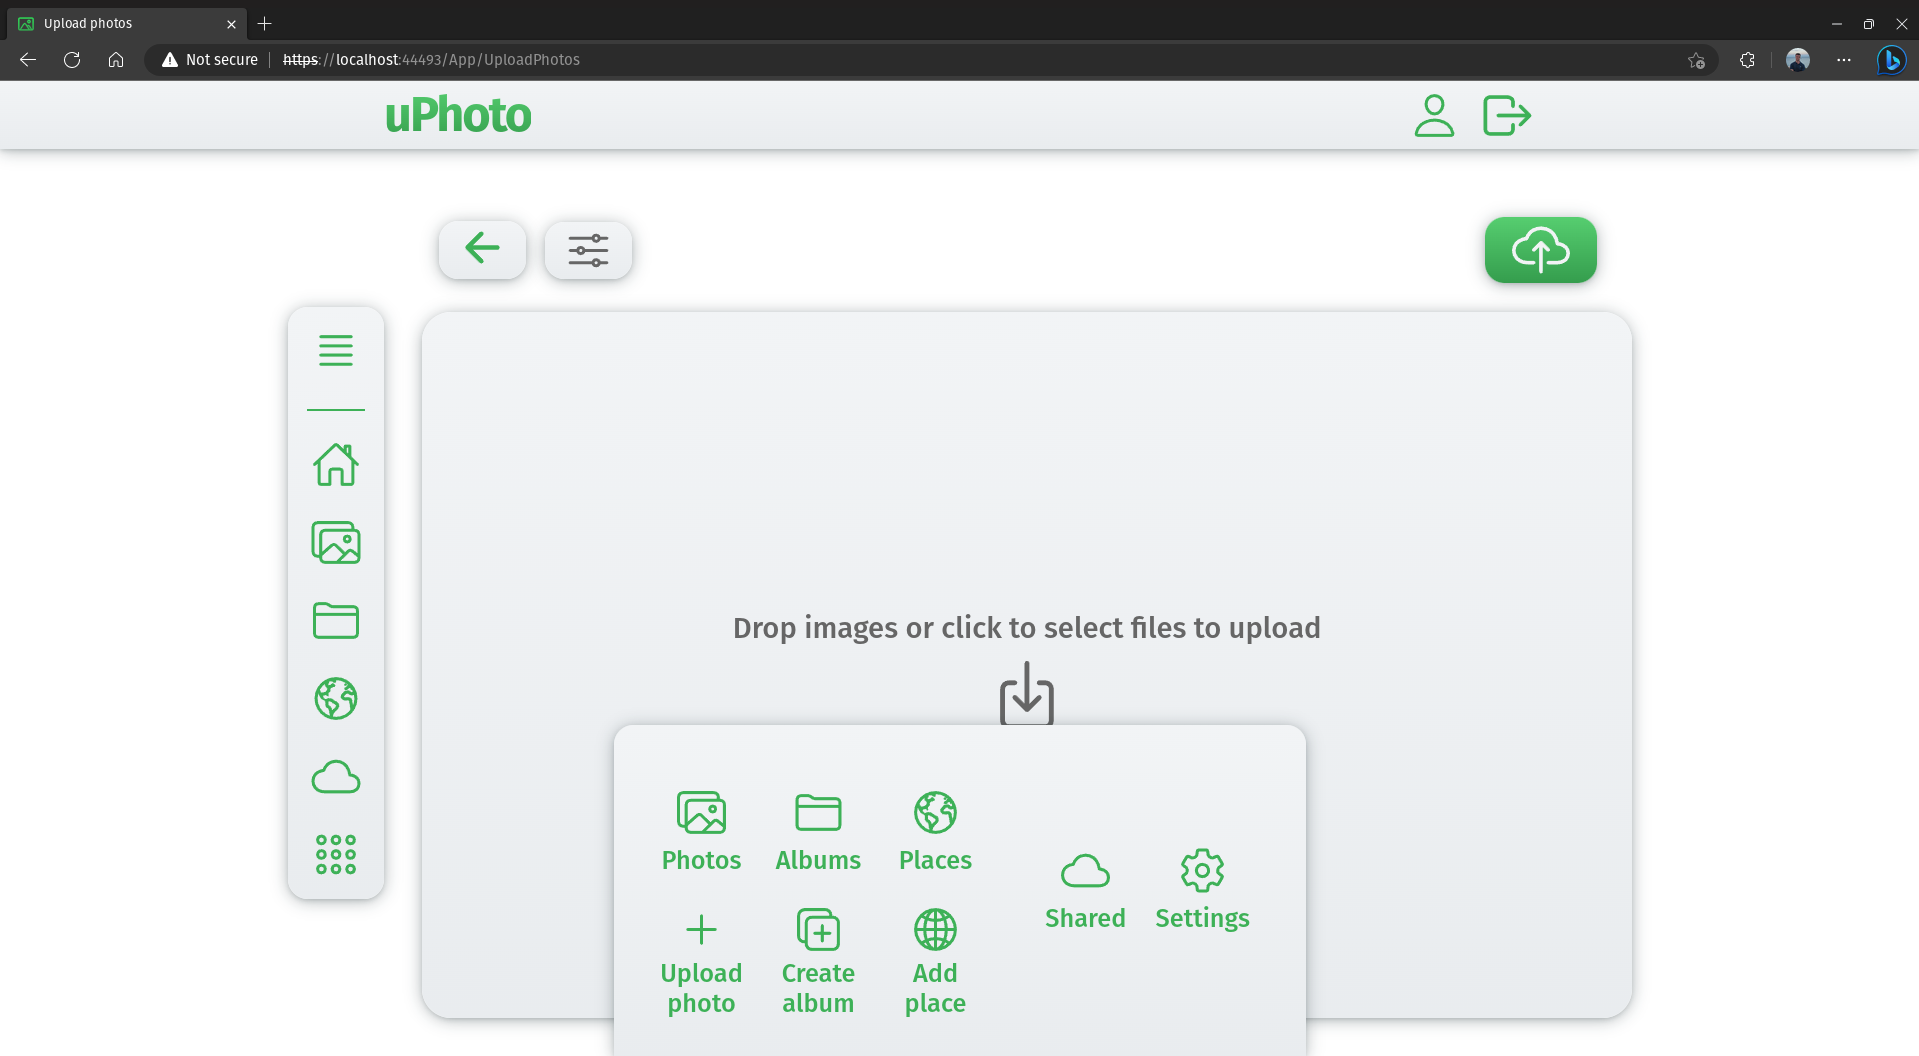 Upload photos
Not secure
https://localhost:44493/App/UploadPhotos
uPhoto
Drop images or click to select files to upload
Photos
Albums
Places
Shared
Settings
Upload
photo
Create
album
Add
place